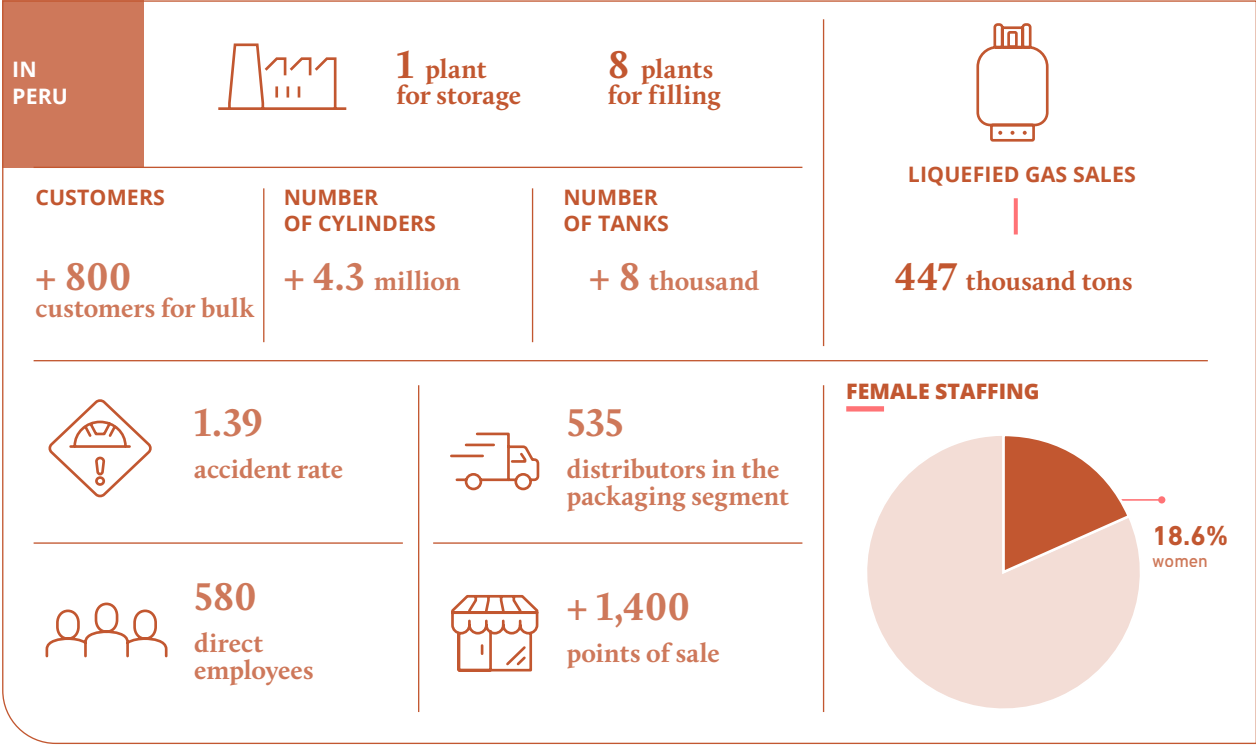 IN
PERU
1 plant
for storage
8 plants
for filling
LIQUEFIED GAS SALES
447 thousand tons
CUSTOMERS
+ 800
customers for bulk
NUMBER
OF CYLINDERS
+ 4.3 million
NUMBER
OF TANKS
+ 8 thousand
1.39
accident rate
535
distributors in the
packaging segment
580
direct
employees
+ 1,400
points of sale
FEMALE STAFFING
18.6%
women